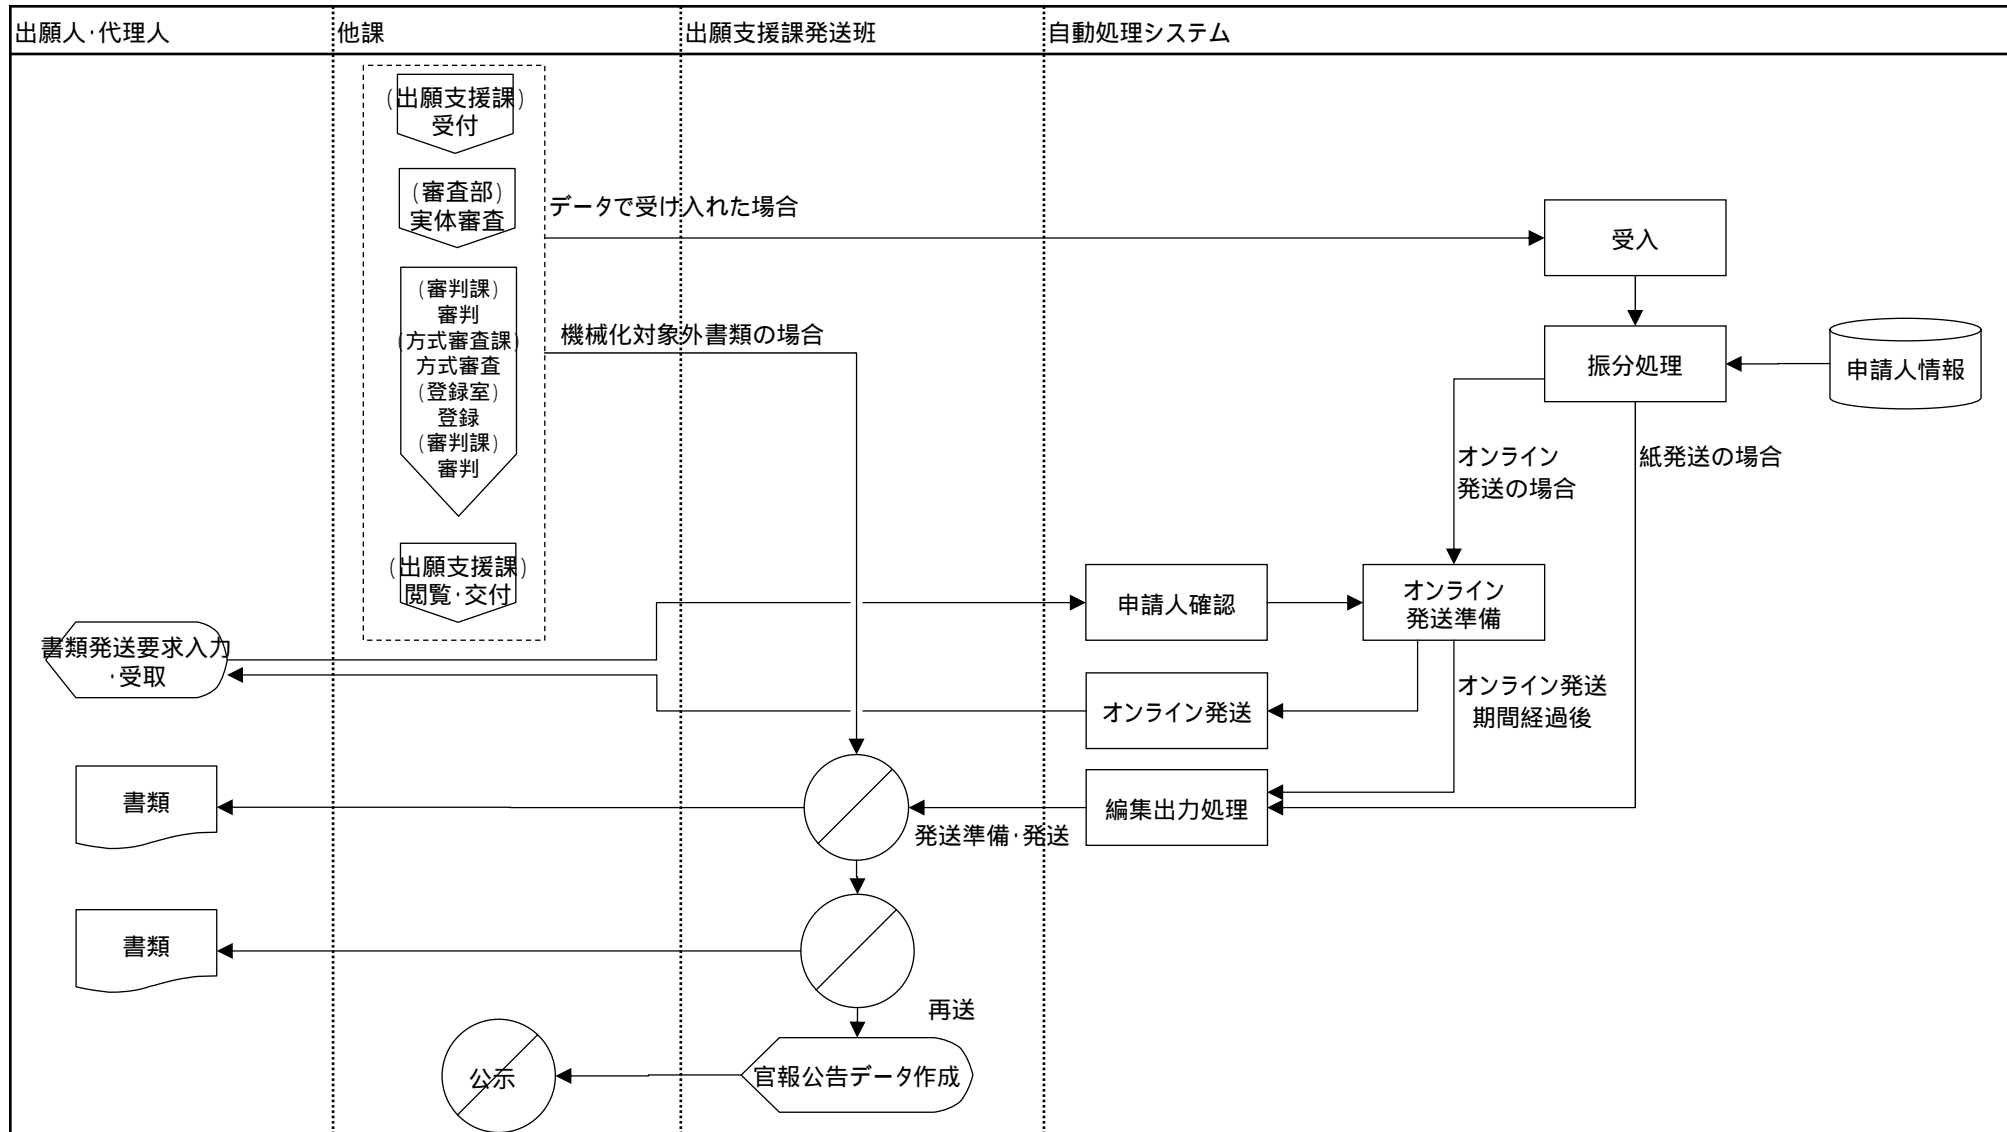 出願人・代理人
他課
出願支援課発送班
自動処理システム
(出願支援課)
受付
(審査部)
実体審査
データで受け入れた場合
受入
(審判課)
審判
(方式審査課)
方式審査
(登録室)
登録
(審判課)
審判
機械化対象外書類の場合
振分処理
申請人情報
オンライン
発送の場合
紙発送の場合
(出願支援課)
閲覧・交付
申請人確認
オンライン
発送準備
書類発送要求入力
・受取
オンライン発送
オンライン発送
期間経過後
書類
編集出力処理
発送準備・発送
書類
再送
公示
官報公告データ作成